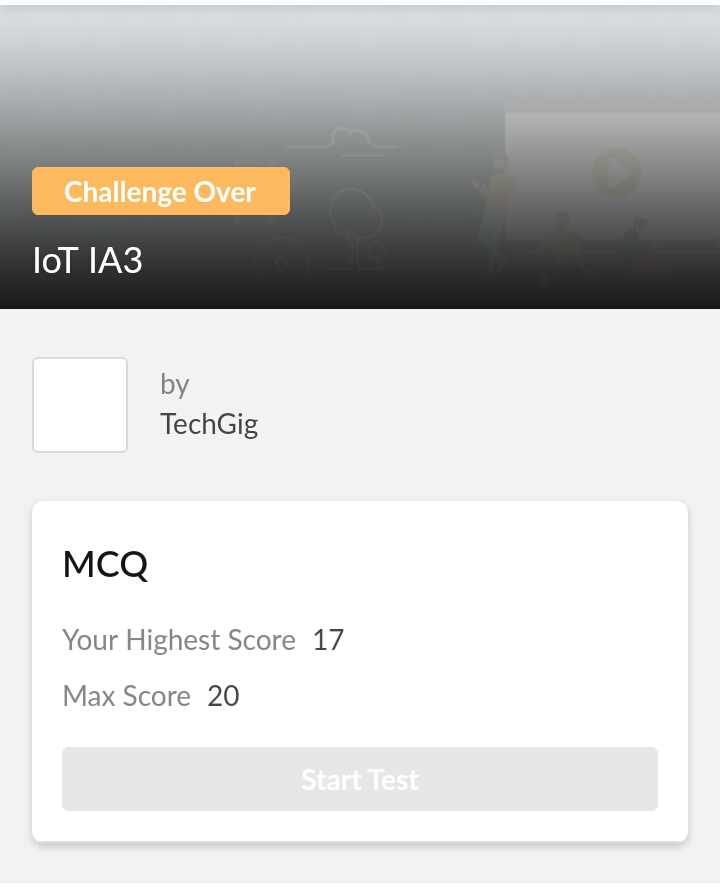 Challenge Over
IoT IA3
by
TechGig
MCQ
Your Highest Score 17
Max Score 20
Start Test